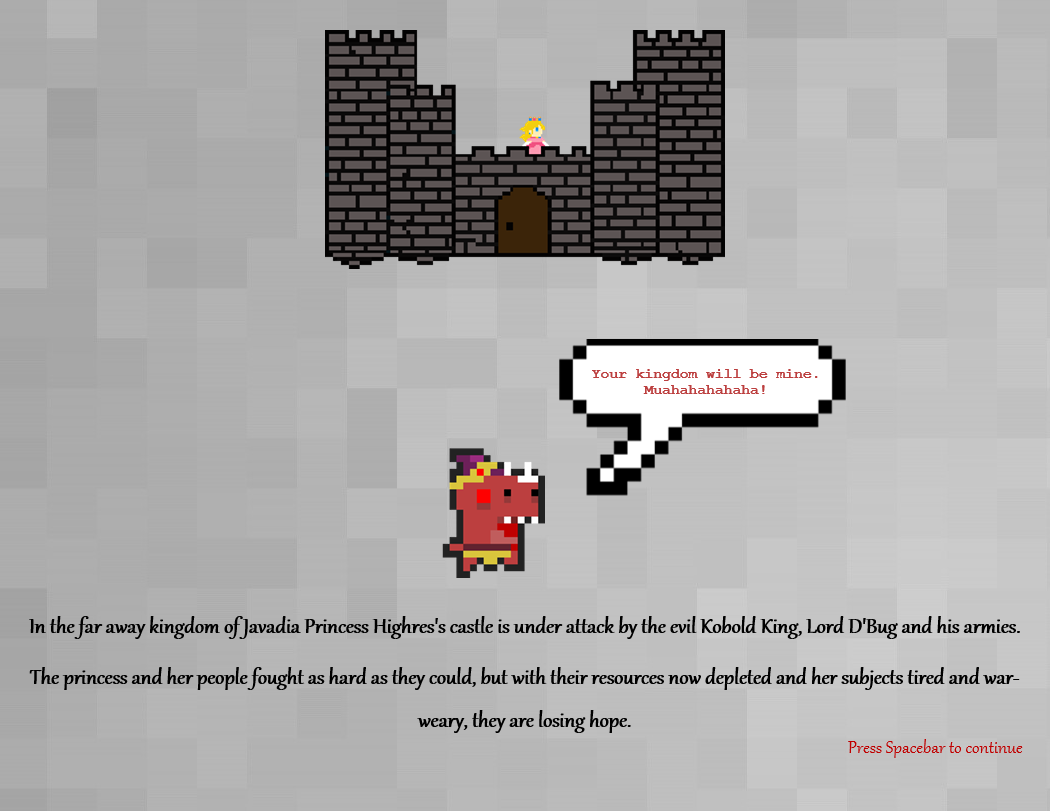 Your kingdom will be mine.
Muahahahahaha!
In the far away kingdom of Javadia Princess Highres's castle is under attack by the evil Kobold King, Lord D'Bug and his armies.
The princess and her people fought as hard as they could, but with their resources now depleted and her subjects tired and war-
weary, they are losing hope.
Press Spacebar to continue